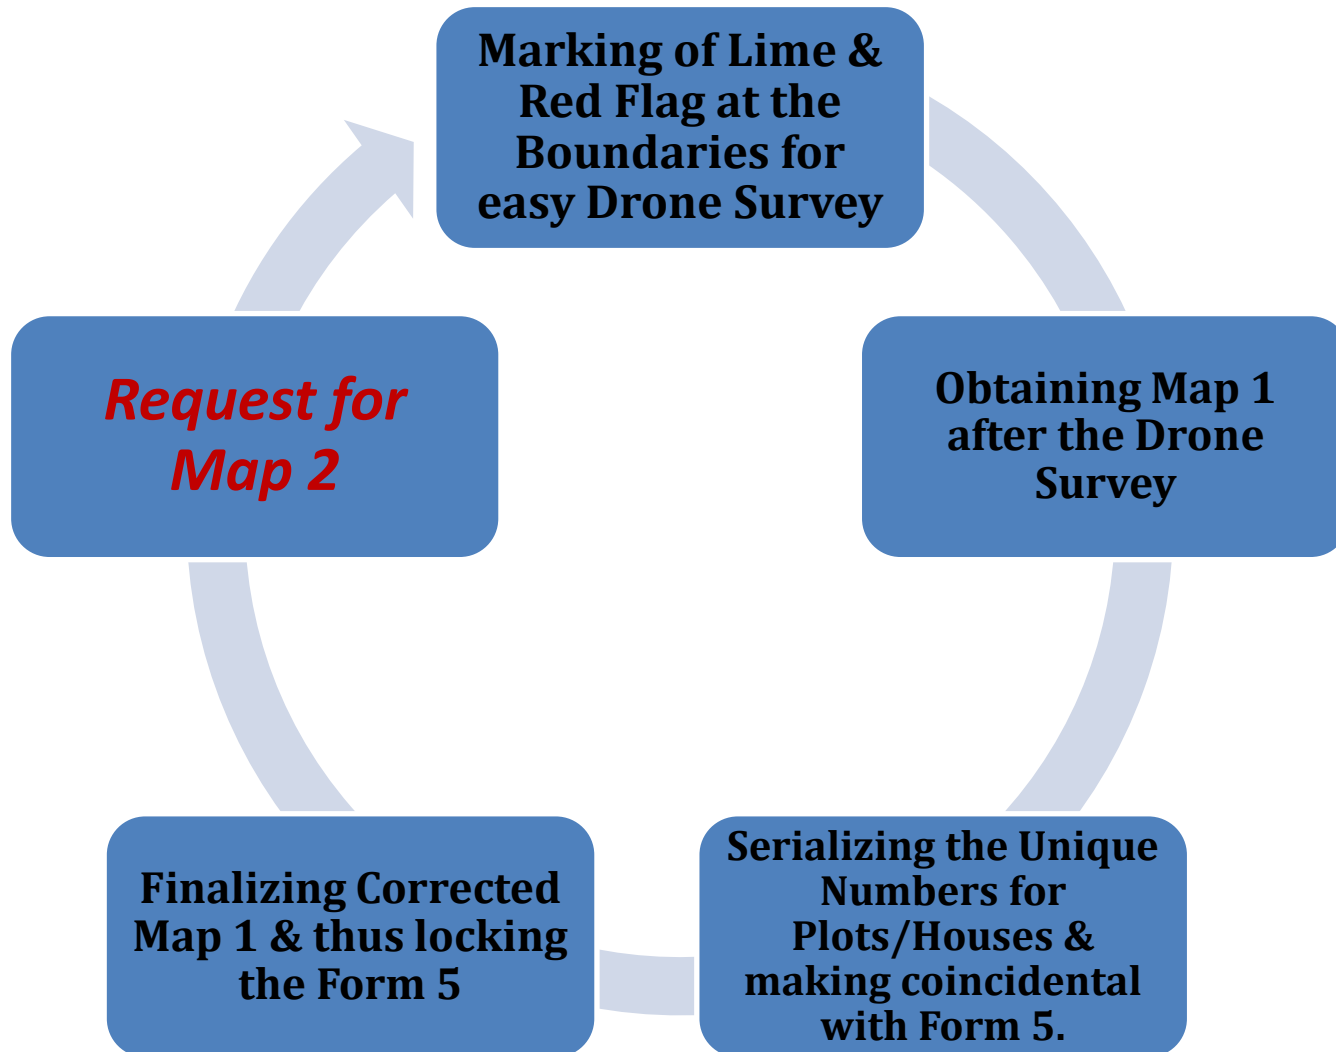 Marking of Lime &
Red Flag at the
Boundaries for
easy Drone Survey
Obtaining Map 1
after the Drone
Survey
Serializing the Unique
Numbers for
Plots/Houses &
making coincidental
with Form 5.
Finalizing Corrected
Map 1 & thus locking
the Form 5
Request for
Map 2